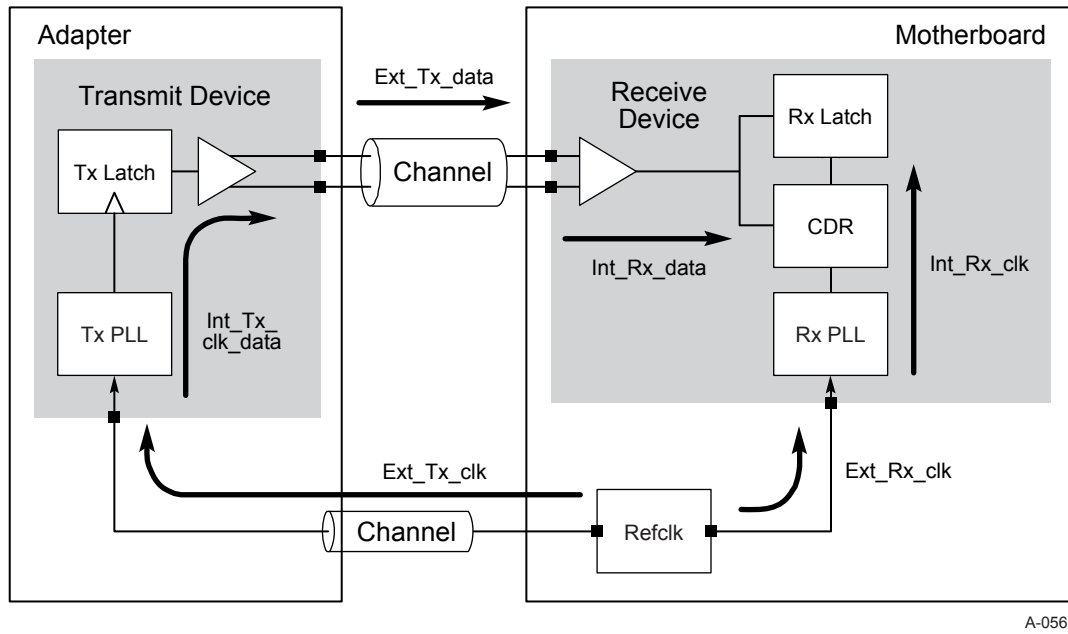 Adapter
Motherboard
Transmit Device
Ext_Tx_data
Receive
Device
Rx Latch
Tx Latch
Channel
CDR
Int_Rx_data
Int_Rx_clk
Int_Tx_
clk_data
Tx PLL
Rx PLL
Ext_Tx_clk
Ext_Rx_clk
Channel
Refclk
A-056